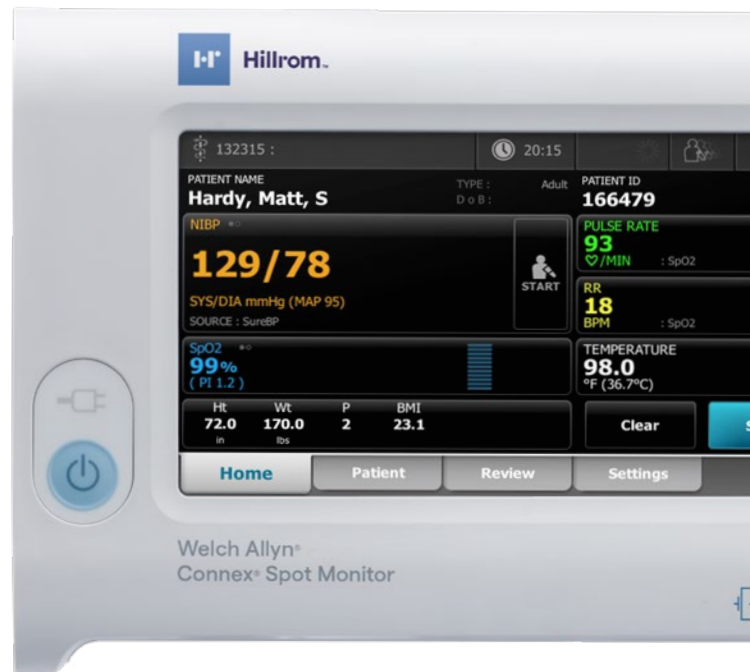 Hillrom™
132315 :
20:15
PATIENT NAME
Hardy, Matt, S
TYPE : Adult
D o B :
PATIENT ID
166479
NIBP
129/78
SYS/DIA mmHg (MAP 95)
SOURCE : SureBP
START
PULSE RATE
93
♡/MIN : SpO2
RR
18
BPM : SpO2
SpO2
99%
( PI 1.2 )
TEMPERATURE
98.0
°F (36.7°C)
Ht Wt P BMI
72.0 170.0 2 23.1
in lbs
Clear
S
Home Patient Review Settings
Welch Allyn®
Connex® Spot Monitor